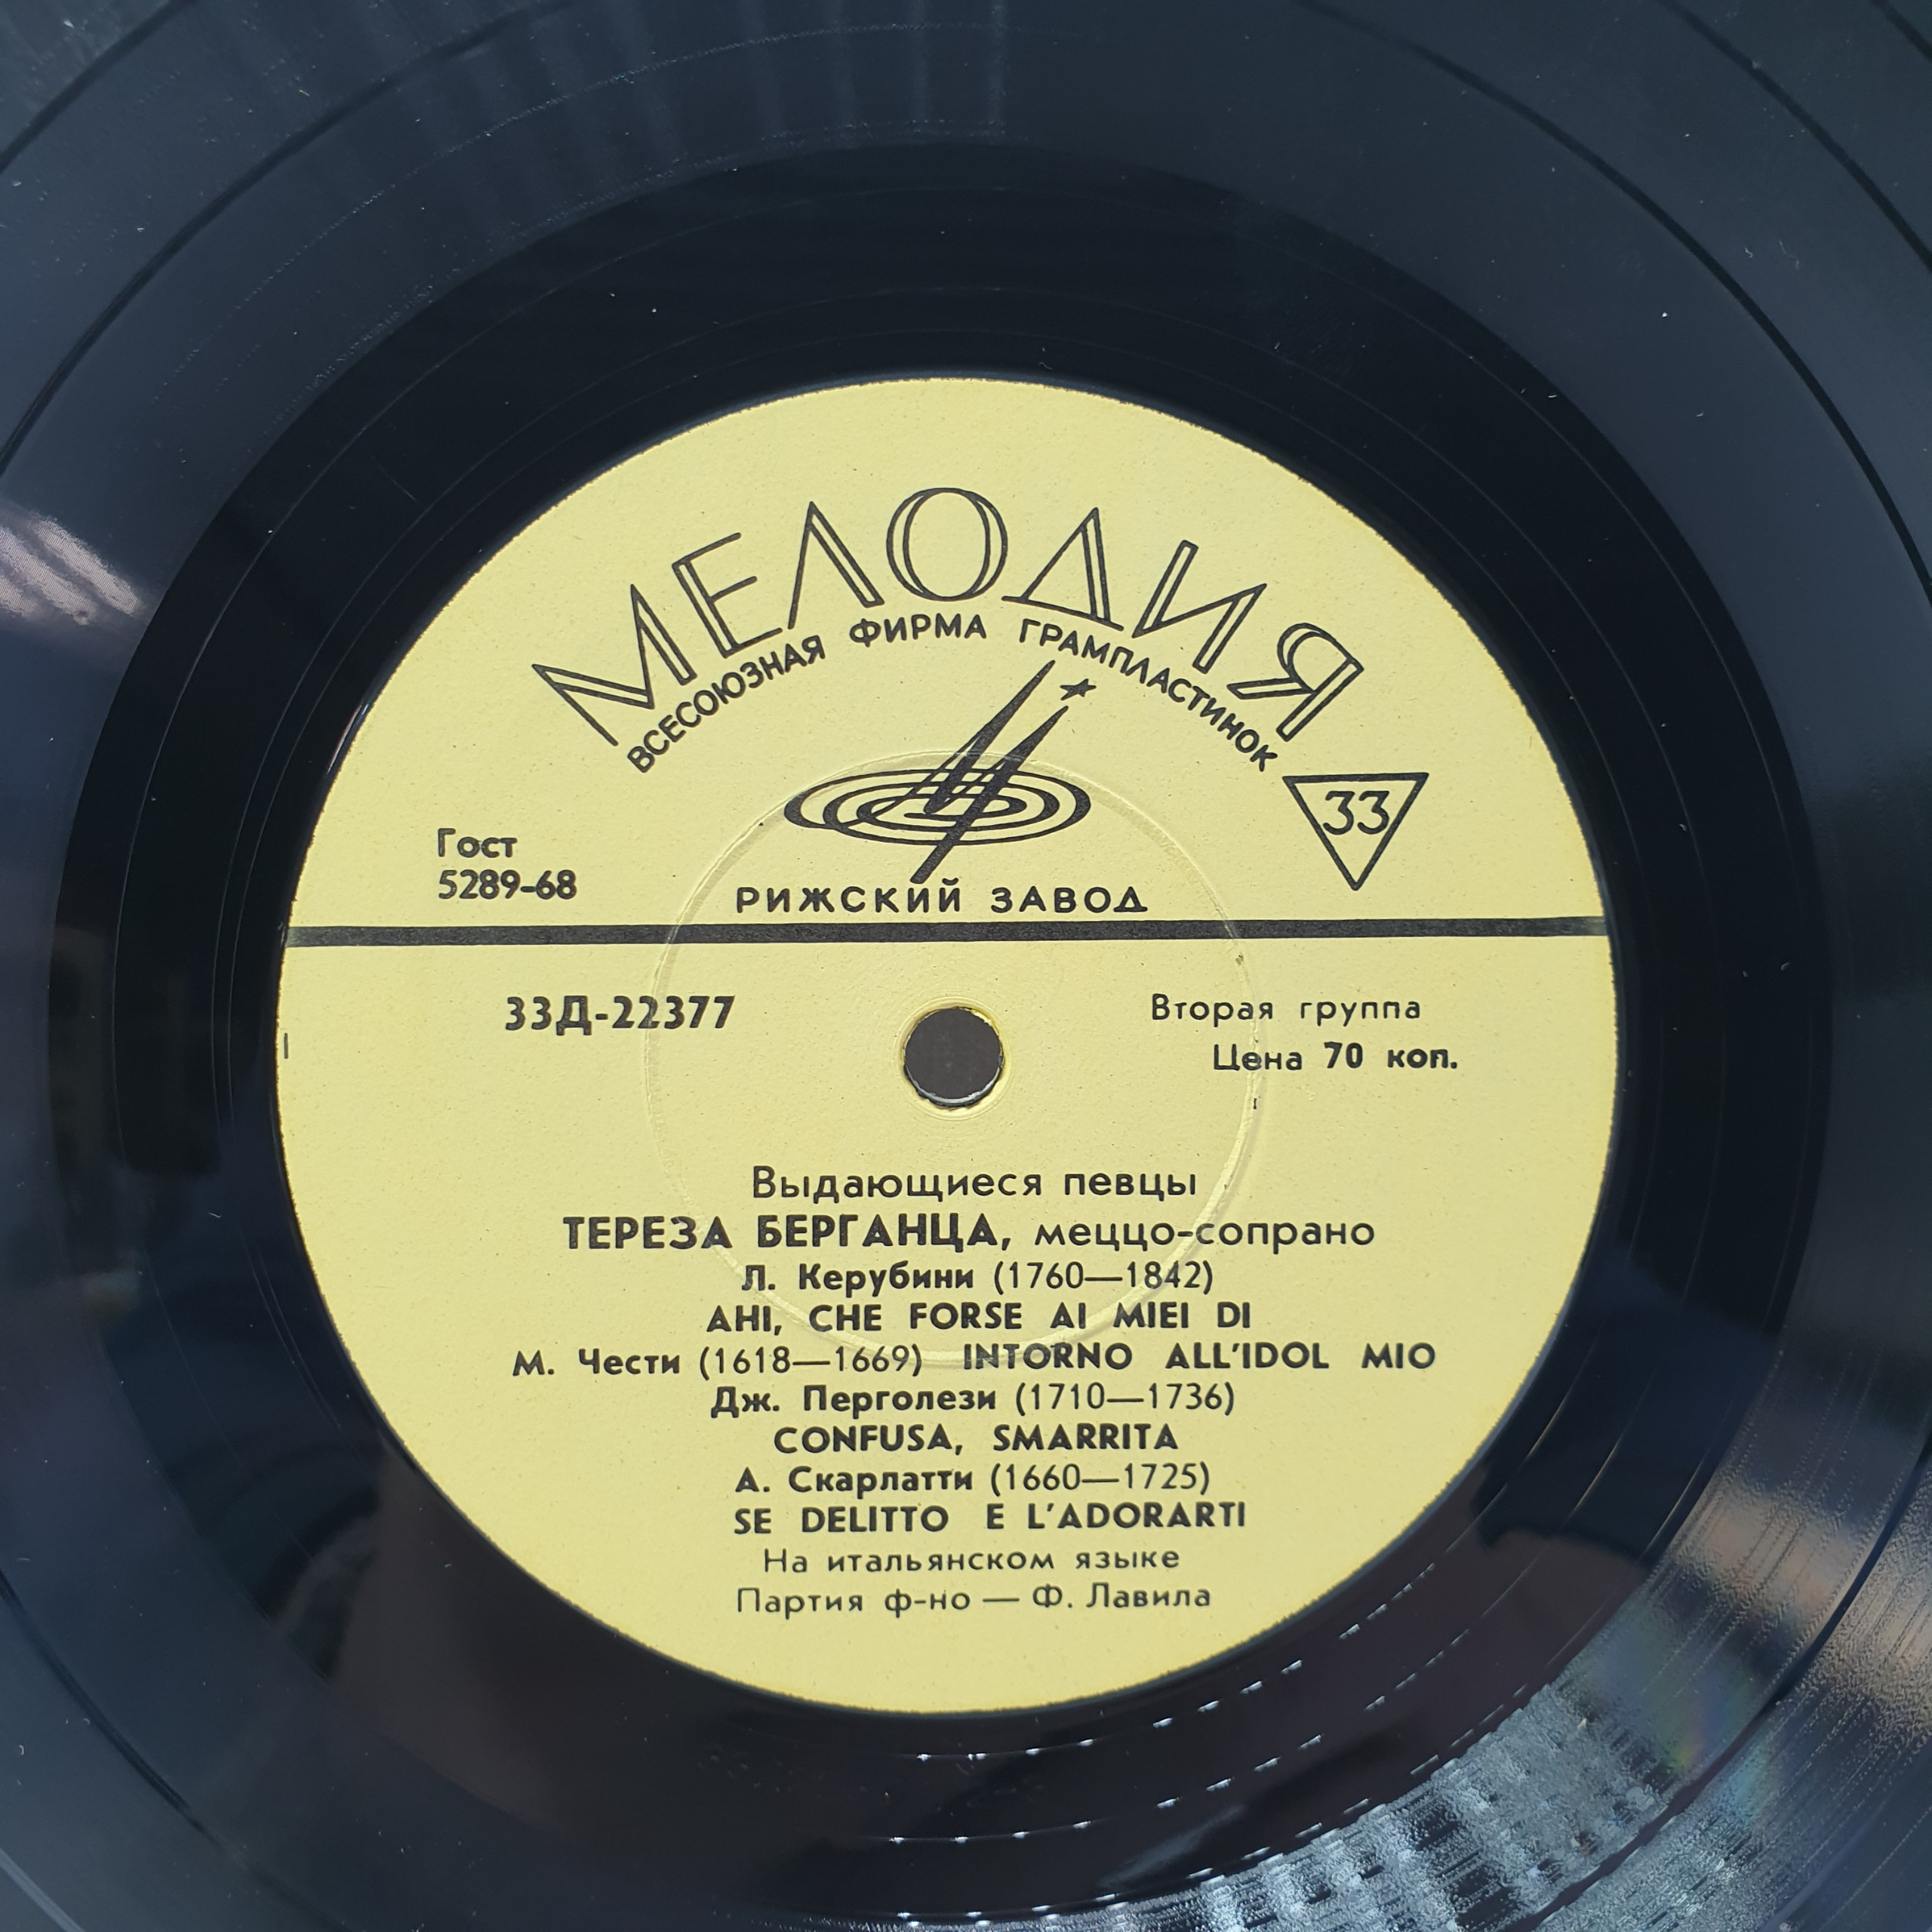 МЕЛОДИЯ
ВСЕСОЮЗНАЯ ФИРМА ГРАМПЛАСТИНОК
33
Гост
5289-68
РИЖСКИЙ ЗАВОД
33Д-22377
Вторая группа
Цена 70 коп.
Выдающиеся певцы
ТЕРЕЗА БЕРГАНЦА, меццо-сопрано
Л. Керубини (1760—1842)
AHI, CHE FORSE AI MIEI DI
М. Чести (1618—1669) INTORNO ALL'IDOL MIO
Дж. Перголези (1710—1736)
CONFUSA, SMARRITA
А. Скарлатти (1660—1725)
SE DELITTO E L'ADORARTI
На итальянском языке
Партия ф-но — Ф. Лавила